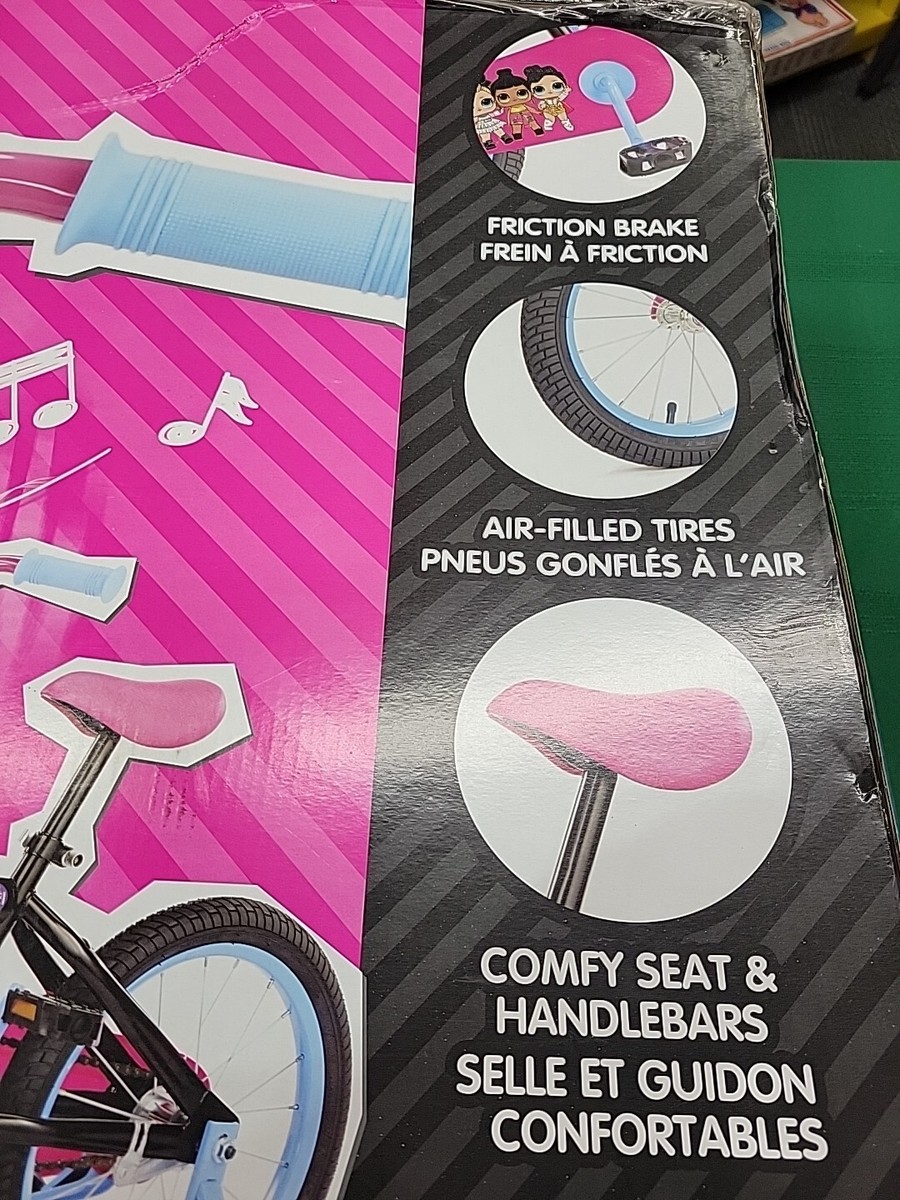 FRICTION BRAKE
FREIN À FRICTION
AIR-FILLED TIRES
PNEUS GONFLÉS À L'AIR
COMFY SEAT &
HANDLEBARS
SELLE ET GUIDON
CONFORTABLES